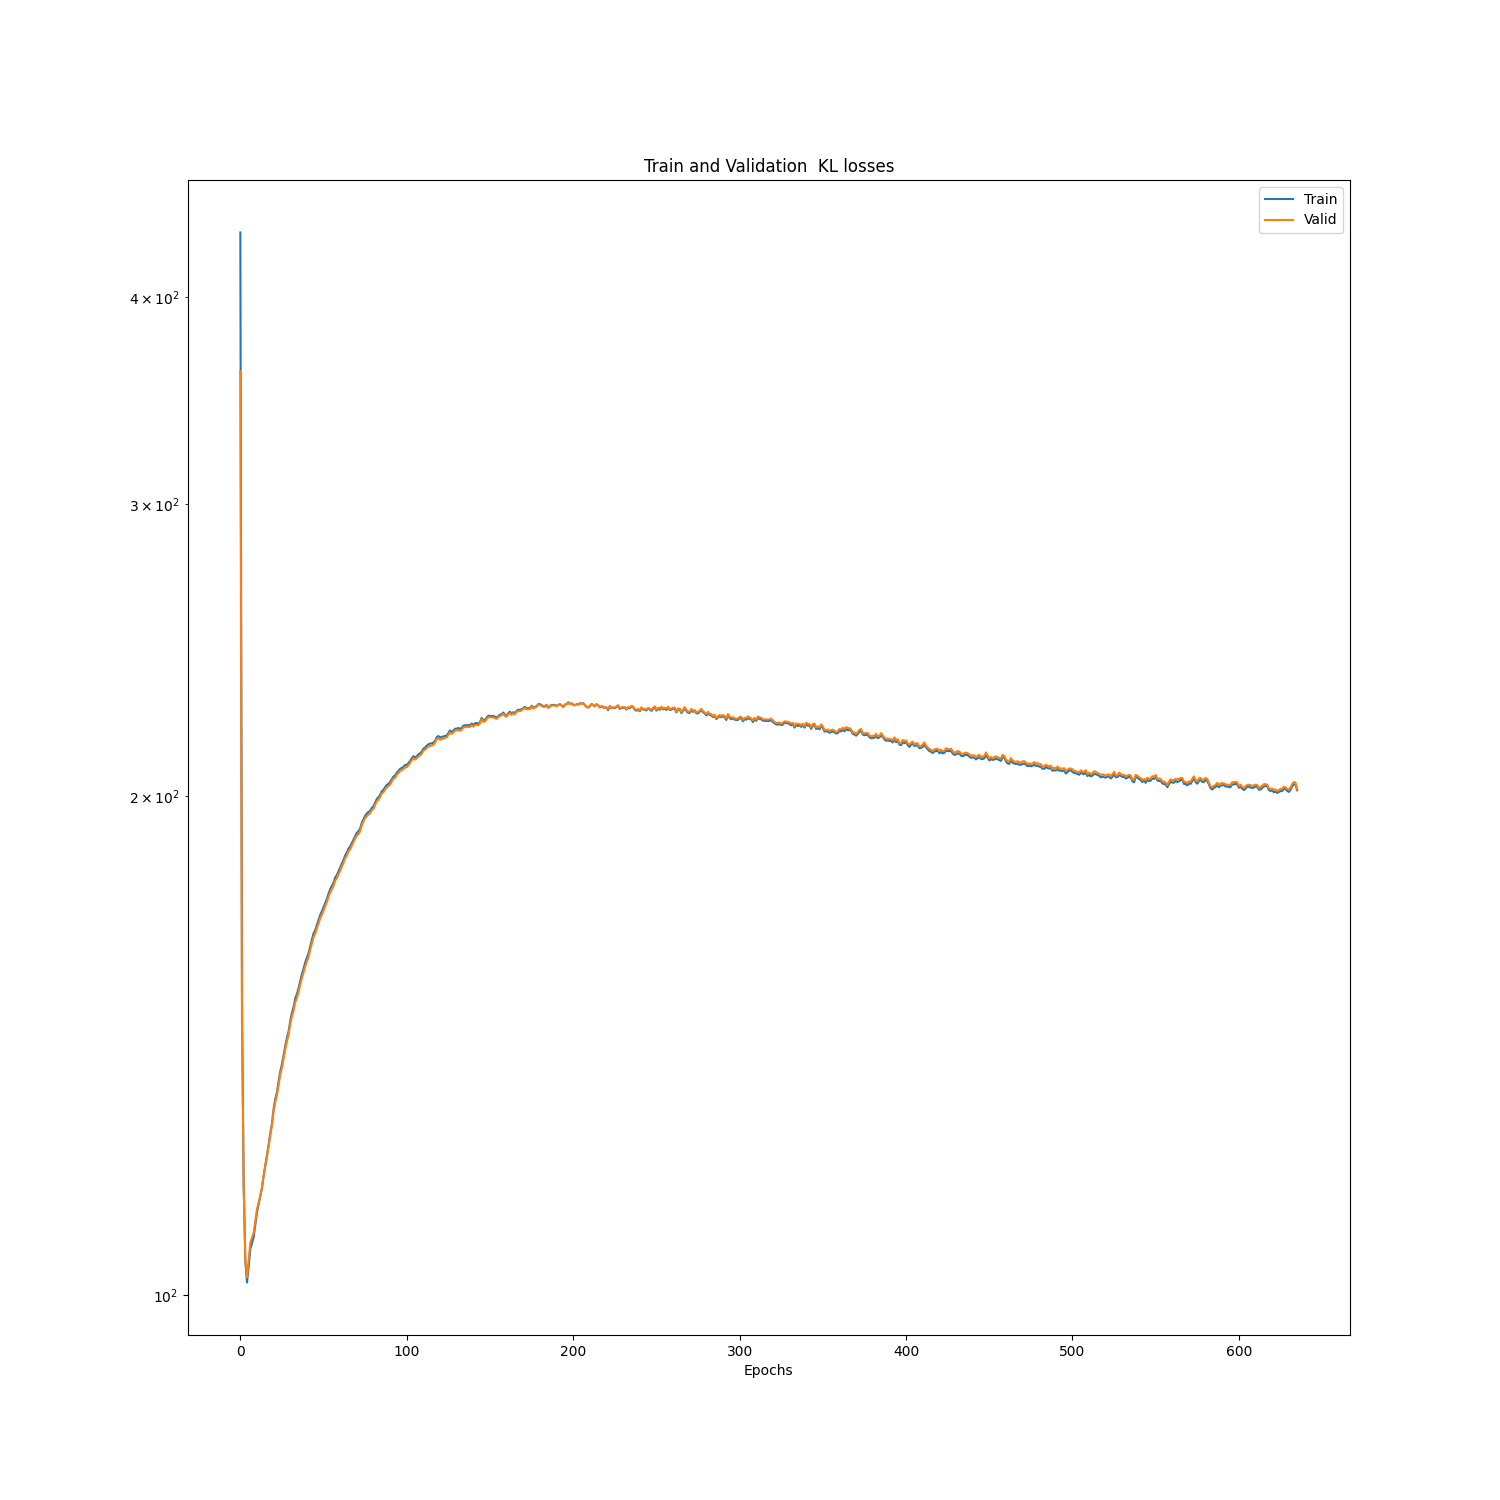 Train and Validation  KL losses
Train
Valid
4 × 10²
3 × 10²
2 × 10²
10²
0 100 200 300 400 500 600
Epochs